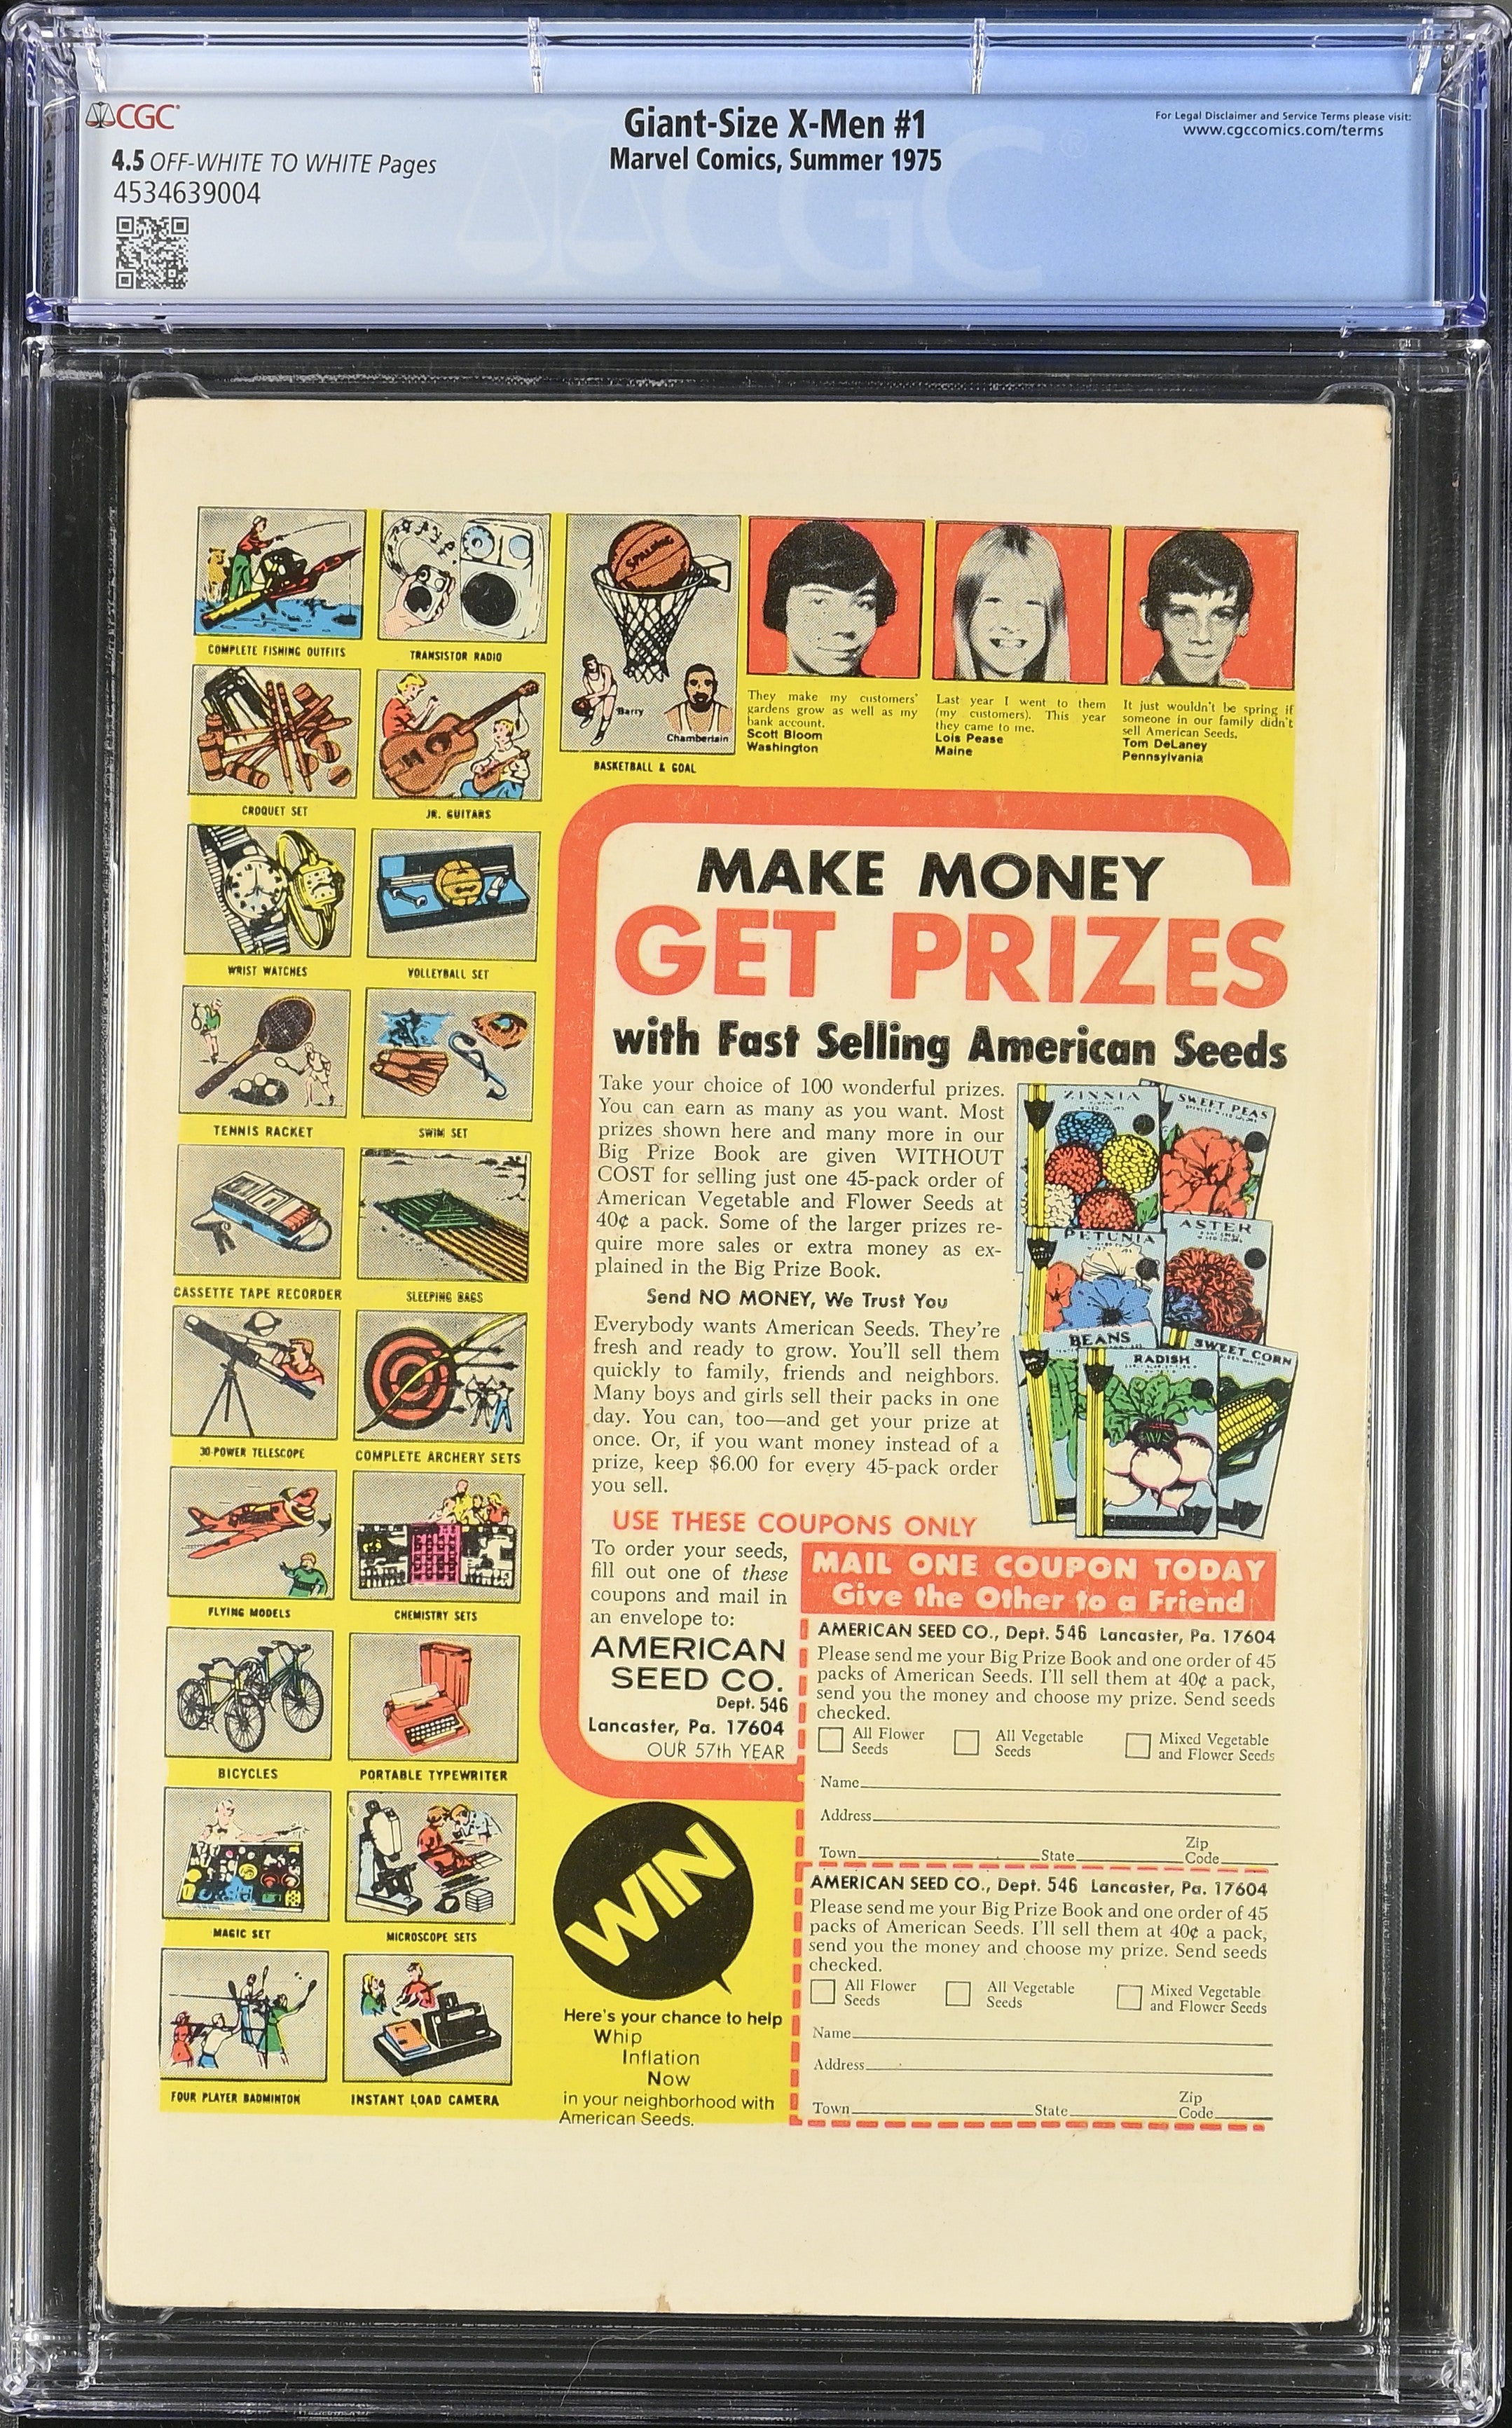 CGC
4.5 OFF-WHITE TO WHITE Pages
4534639004
Giant-Size X-Men #1
Marvel Comics, Summer 1975
For Legal Disclaimer and Service Terms please visit:
www.cgccomics.com/terms
CGC
COMPLETE FISHING OUTFITS
TRANSISTOR RADIO
CROQUET SET
JR. GUITARS
WRIST WATCHES
VOLLEYBALL SET
TENNIS RACKET
SWIM SET
CASSETTE TAPE RECORDER
SLEEPING BAGS
30-POWER TELESCOPE
COMPLETE ARCHERY SETS
FLYING MODELS
CHEMISTRY SETS
BICYCLES
PORTABLE TYPEWRITER
MAGIC SET
MICROSCOPE SETS
FOUR PLAYER BADMINTON
INSTANT LOAD CAMERA
SPALDING
Barry
Chamberlain
BASKETBALL & GOAL
They make my customers'
gardens grow as well as my
bank account.
Scott Bloom
Washington
Last year I went to them
(my customers). This year
they came to me.
Lois Pease
Maine
It just wouldn't be spring if
someone in our family didn't
sell American Seeds.
Tom DeLaney
Pennsylvania
MAKE MONEY
GET PRIZES
with Fast Selling American Seeds
Take your choice of 100 wonderful prizes.
You can earn as many as you want. Most
prizes shown here and many more in our
Big Prize Book are given WITHOUT
COST for selling just one 45-pack order of
American Vegetable and Flower Seeds at
40¢ a pack. Some of the larger prizes re-
quire more sales or extra money as ex-
plained in the Big Prize Book.
Send NO MONEY, We Trust You
Everybody wants American Seeds. They're
fresh and ready to grow. You'll sell them
quickly to family, friends and neighbors.
Many boys and girls sell their packs in one
day. You can, too—and get your prize at
once. Or, if you want money instead of a
prize, keep $6.00 for every 45-pack order
you sell.
ZINNIA
SWEET PEAS
PETUNIA
ASTER
BEANS
RADISH
SWEET CORN
USE THESE COUPONS ONLY
To order your seeds,
fill out one of these
coupons and mail in
an envelope to:
AMERICAN
SEED CO.
Dept. 546
Lancaster, Pa. 17604
OUR 57th YEAR
MAIL ONE COUPON TODAY
Give the Other to a Friend
AMERICAN SEED CO., Dept. 546 Lancaster, Pa. 17604
Please send me your Big Prize Book and one order of 45
packs of American Seeds. I'll sell them at 40¢ a pack,
send you the money and choose my prize. Send seeds
checked.
All Flower Seeds
All Vegetable Seeds
Mixed Vegetable and Flower Seeds
Name
Address
Town State Zip Code
AMERICAN SEED CO., Dept. 546 Lancaster, Pa. 17604
Please send me your Big Prize Book and one order of 45
packs of American Seeds. I'll sell them at 40¢ a pack,
send you the money and choose my prize. Send seeds
checked.
All Flower Seeds
All Vegetable Seeds
Mixed Vegetable and Flower Seeds
Name
Address
Town State Zip Code
WIN
Here's your chance to help
Whip
Inflation
Now
in your neighborhood with
American Seeds.